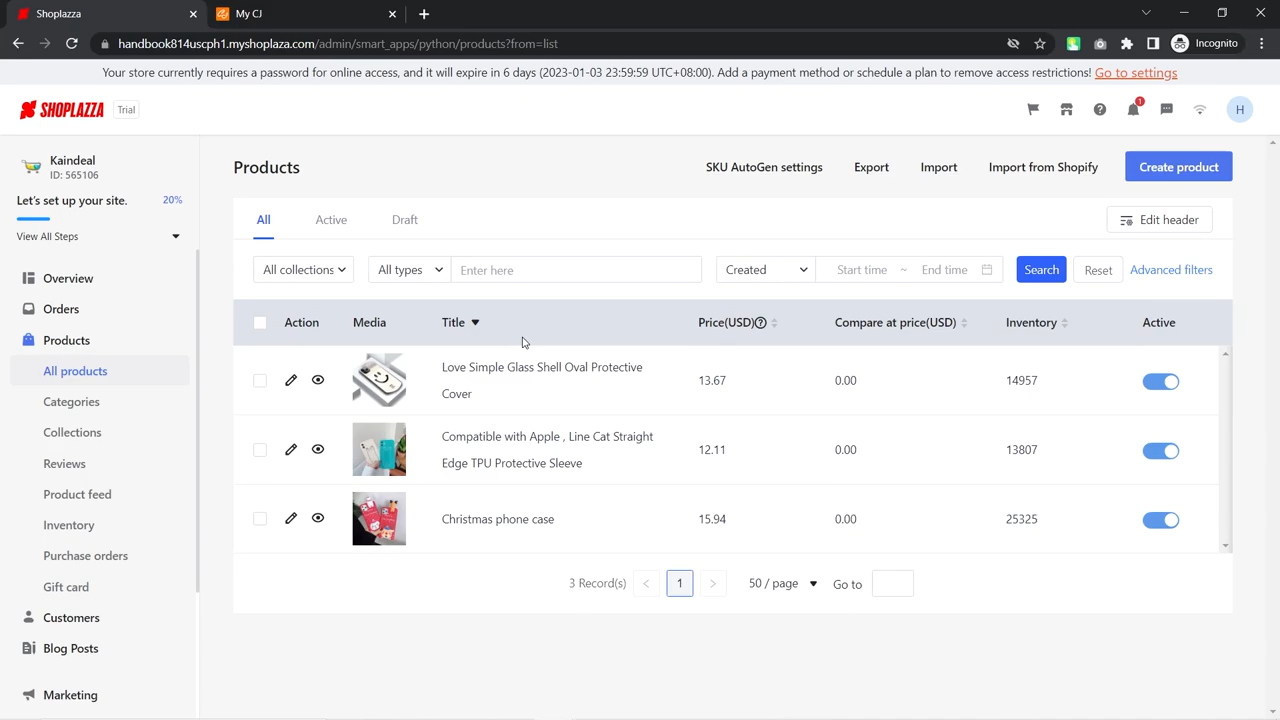 Shoplazza
My CJ
handbook814uscph1.myshoplaza.com/admin/smart_apps/python/products?from=list
Incognito
Your store currently requires a password for online access, and it will expire in 6 days (2023-01-03 23:59:59 UTC+08:00). Add a payment method or schedule a plan to remove access restrictions! Go to settings
SHOPLAZZA Trial
1
H
Kaindeal
ID: 565106
Let's set up your site. 20%
View All Steps
Overview
Orders
Products
All products
Categories
Collections
Reviews
Product feed
Inventory
Purchase orders
Gift card
Customers
Blog Posts
Marketing
Products SKU AutoGen settings Export Import Import from Shopify Create product
All Active Draft Edit header
All collections All types Enter here Created Start time ~ End time Search Reset Advanced filters
Action Media Title Price(USD) Compare at price(USD) Inventory Active
Love Simple Glass Shell Oval Protective
Cover
13.67 0.00 14957
Compatible with Apple , Line Cat Straight
Edge TPU Protective Sleeve
12.11 0.00 13807
Christmas phone case 15.94 0.00 25325
3 Record(s) < 1 > 50 / page Go to